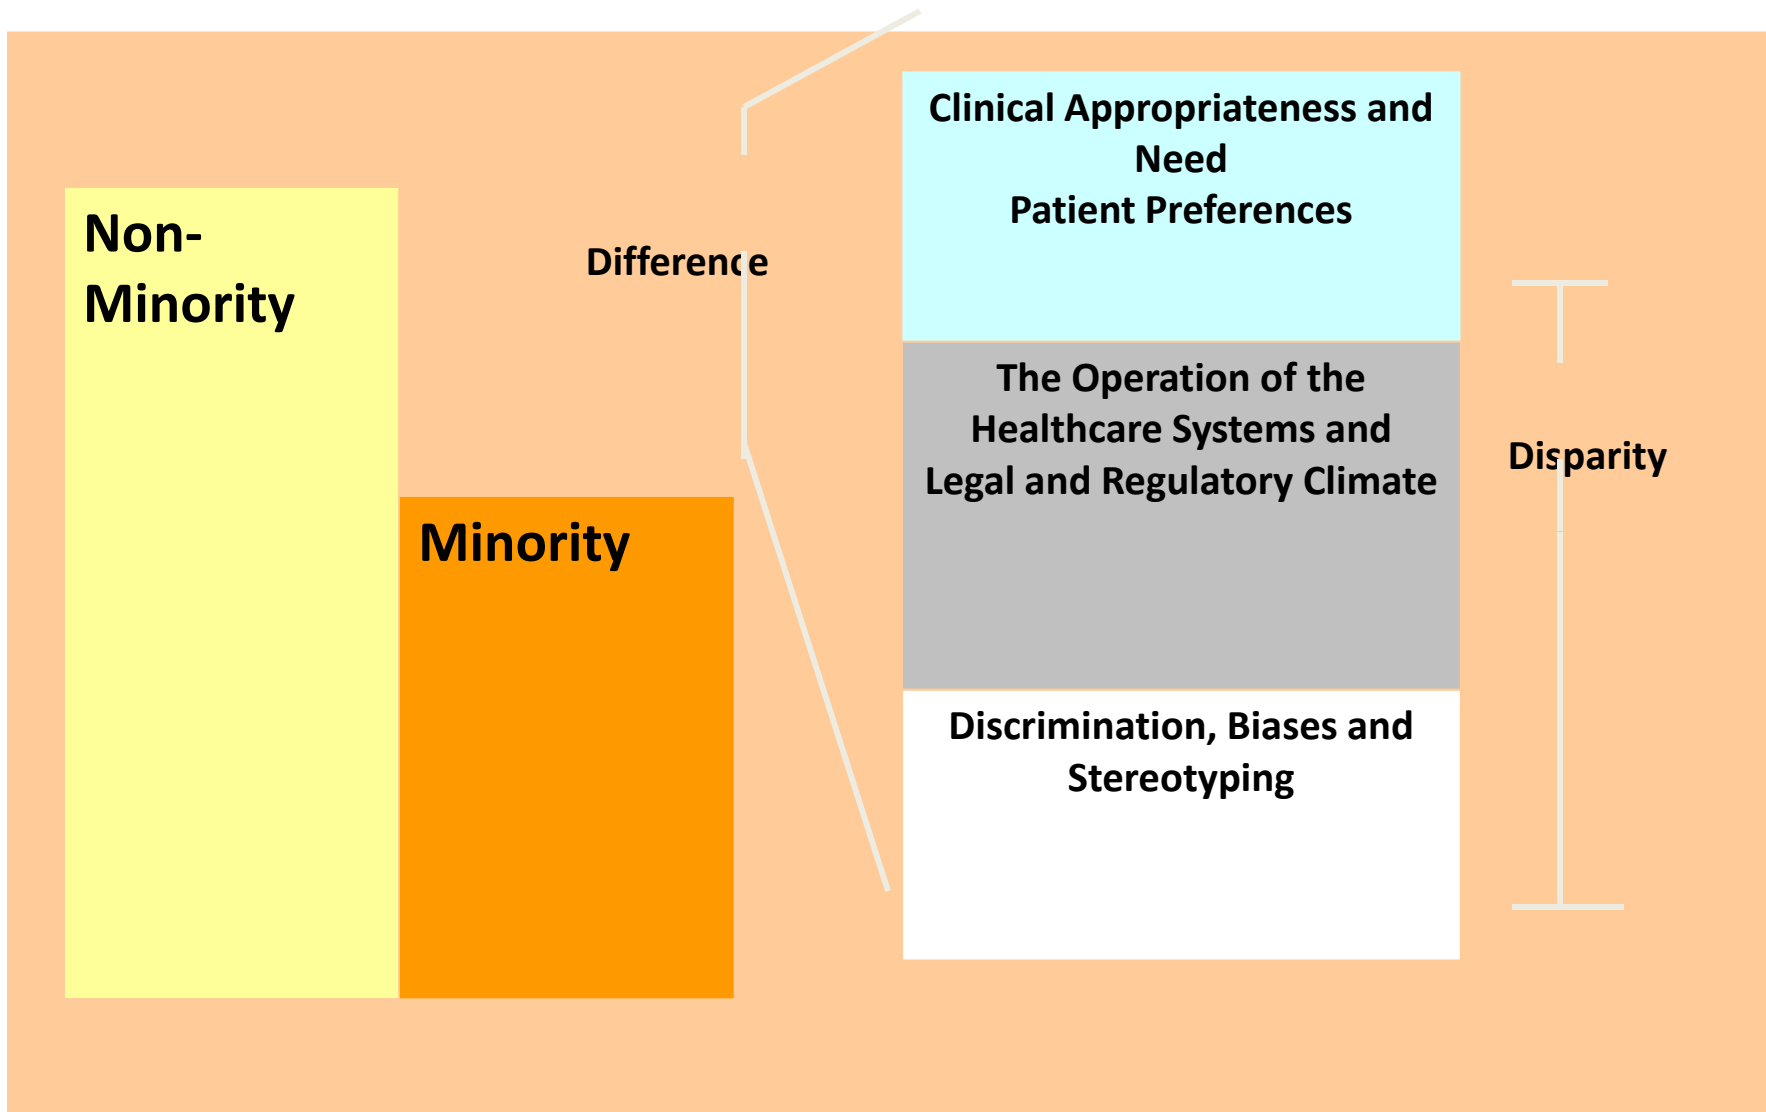 Non-
Minority
Minority
Difference
Clinical Appropriateness and
Need
Patient Preferences
The Operation of the
Healthcare Systems and
Legal and Regulatory Climate
Discrimination, Biases and
Stereotyping
Disparity